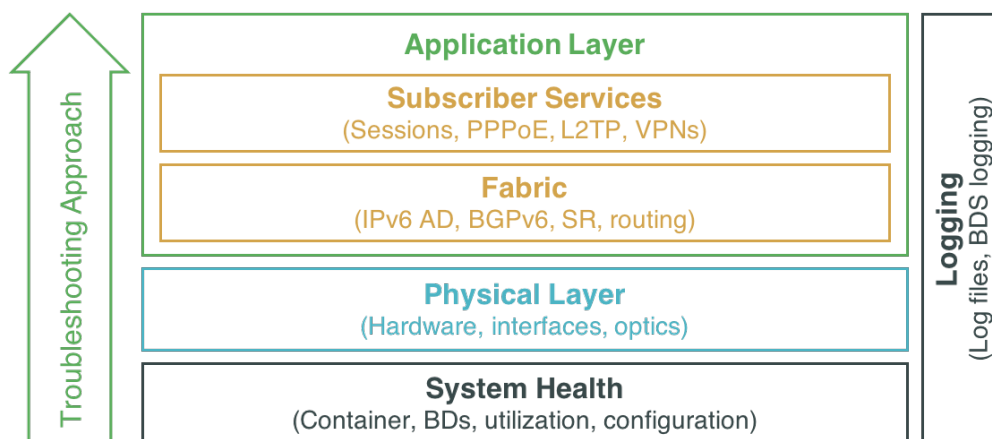 Troubleshooting Approach
Application Layer
Subscriber Services
(Sessions, PPPoE, L2TP, VPNs)
Fabric
(IPv6 AD, BGPv6, SR, routing)
Physical Layer
(Hardware, interfaces, optics)
System Health
(Container, BDs, utilization, configuration)
Logging
(Log files, BDS logging)